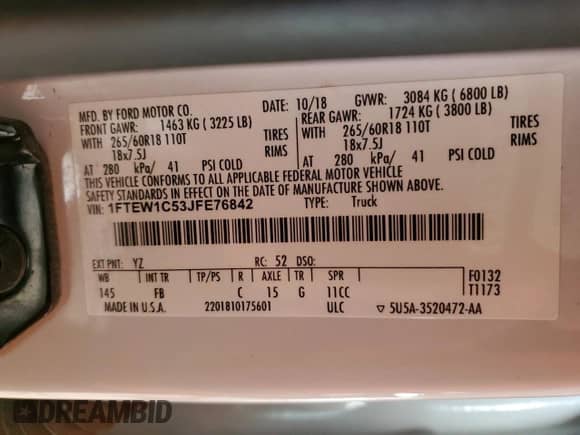 MFD. BY FORD MOTOR CO.
DATE: 10/18 GVWR: 3084 KG ( 6800 LB)
FRONT GAWR: 1463 KG ( 3225 LB) REAR GAWR: 1724 KG ( 3800 LB)
WITH 265/60R18 110T TIRES WITH 265/60R18 110T TIRES
18x7.5J RIMS 18x7.5J RIMS
AT 280 kPa/ 41 PSI COLD AT 280 kPa/ 41 PSI COLD
THIS VEHICLE CONFORMS TO ALL APPLICABLE FEDERAL MOTOR VEHICLE
SAFETY STANDARDS IN EFFECT ON THE DATE OF MANUFACTURE SHOWN ABOVE.
VIN: 1FTEW1C53JFE76842 TYPE: Truck
EXT PNT: YZ RC: 52 DSO:
WB INT TR TP/PS R AXLE TR SPR F0132
145 FB C 15 G 11CC T1173
MADE IN U.S.A. 2201810175601 ULC ▽ 5U5A-3520472-AA
DREAMBID